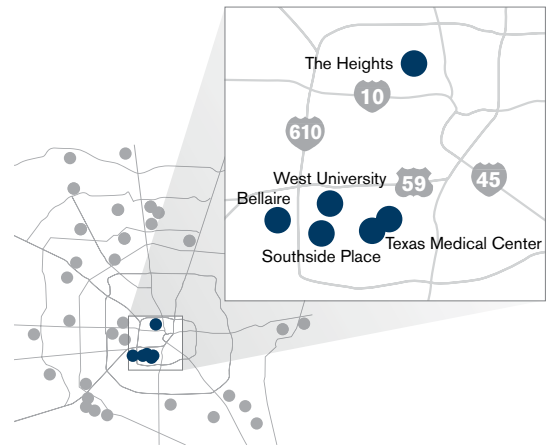 The Heights
10
610
West University
59
45
Bellaire
Texas Medical Center
Southside Place